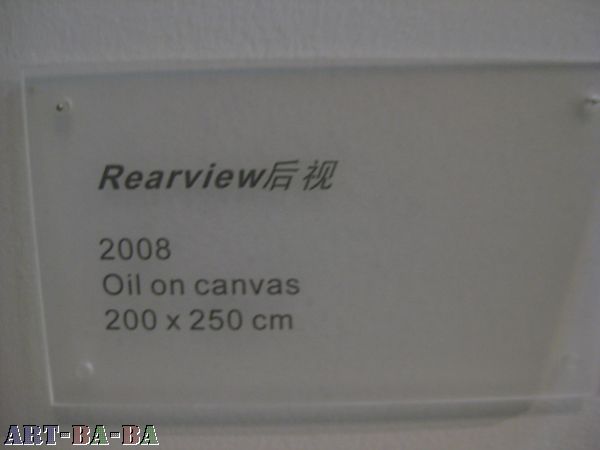 Rearview后视
2008
Oil on canvas
200 x 250 cm
ART-BA-BA